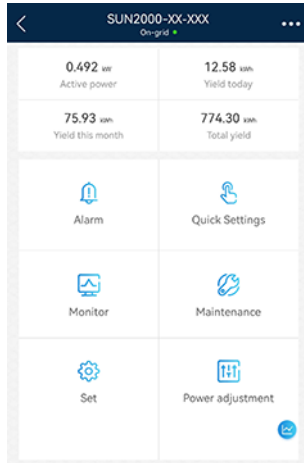 SUN2000-XX-XXX
On-grid
0.492 kW
12.58 kWh
Active power
Yield today
75.93 kWh
774.30 kWh
Yield this month
Total yield
Alarm
Quick Settings
Monitor
Maintenance
Set
Power adjustment